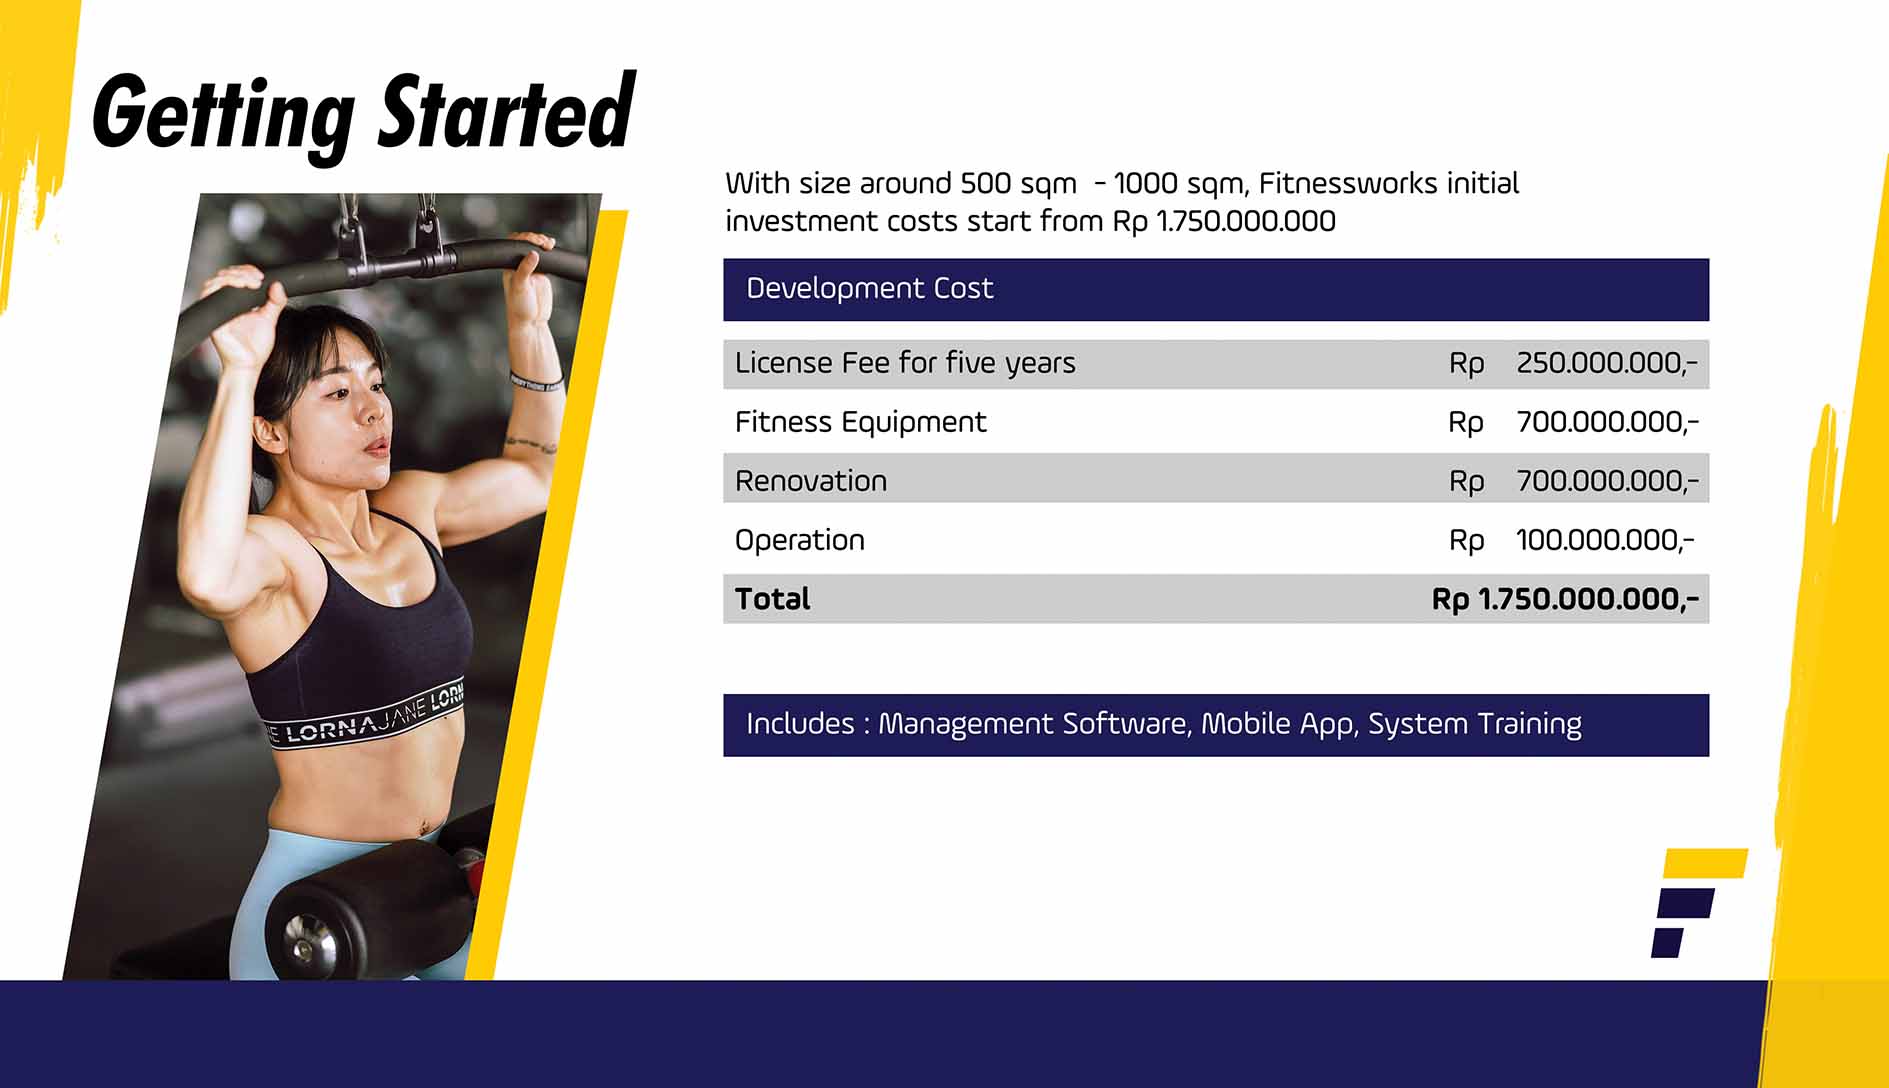 Getting Started
With size around 500 sqm - 1000 sqm, Fitnessworks initial
investment costs start from Rp 1.750.000.000
Development Cost
License Fee for five years Rp 250.000.000,-
Fitness Equipment Rp 700.000.000,-
Renovation Rp 700.000.000,-
Operation Rp 100.000.000,-
Total Rp 1.750.000.000,-
Includes : Management Software, Mobile App, System Training
LORNA JANE LORN